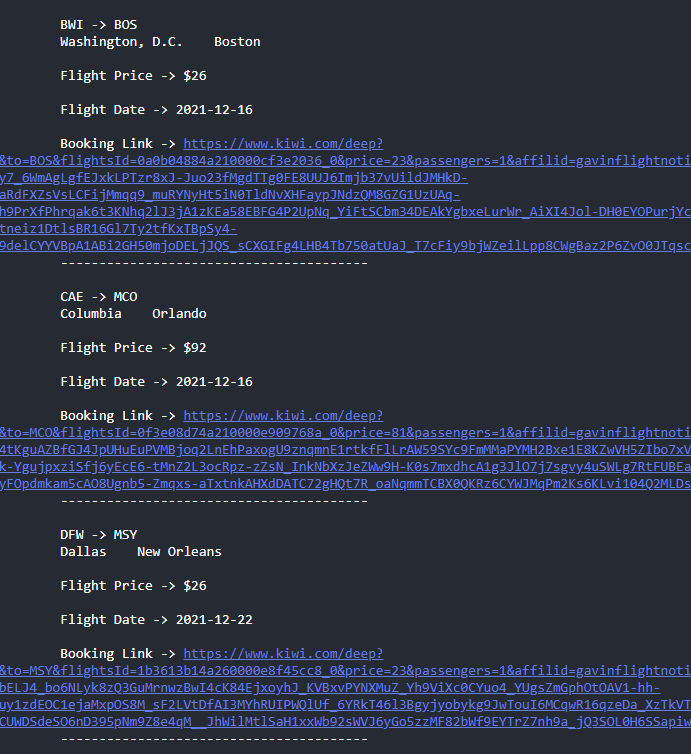 BWI -> BOS
Washington, D.C.    Boston
Flight Price -> $26
Flight Date -> 2021-12-16
Booking Link -> https://www.kiwi.com/deep?
&to=BOS&flightsId=0a0b04884a210000cf3e2036_0&price=23&passengers=1&affilid=gavinflightnoti
y7_6WmAgLgfEJxkLPTzr8xJ-Juo23fMgdTTg0FE8UUJ6Imjb37vUildJMHkD-
aRdFXZsVsLCFijMmqq9_muRYNyHt5iN0TldNvXHFaypJNdzQM8GZG1UzUAq-
h9PrXfPhrqak6t3KNhq2lJ3jA1zKEa58EBFG4P2UpNq_YiFtSCbm34DEAkYgbxeLurWr_AiXI4Jol-DH0EYOPurjYc
tneiz1DtlsBR16Gl7Ty2tfKxTBpSy4-
9delCYYVBpA1ABi2GH50mjoDELjJQS_sCXGIFg4LHB4Tb750atUaJ_T7cFiy9bjWZeilLpp8CWgBaz2P6ZvO0JTqsc
----------------------------------------
CAE -> MCO
Columbia    Orlando
Flight Price -> $92
Flight Date -> 2021-12-16
Booking Link -> https://www.kiwi.com/deep?
&to=MCO&flightsId=0f3e08d74a210000e909768a_0&price=81&passengers=1&affilid=gavinflightnoti
4tKguAZBfGJ4JpUHuEuPVMBjoq2LnEhPaxogU9znqmnE1rtkfFlLrAW59SYc9FmMMaPYMH2Bxe1E8KZwVH5ZIbo7xV
k-YgujpxziSfj6yEcE6-tMnZ2L3ocRpz-zZsN_InkNbXzJeZWw9H-K0s7mxdhcA1g3JlO7j7sgvy4uSWLg7RtFUBEa
yFOpdmkam5cAO8Ugnb5-Zmqxs-aTxtnkAHXdDATC72gHQt7R_oaNqmmTCBX0QKRz6CYWJMqPm2Ks6KLvi104Q2MLDs
----------------------------------------
DFW -> MSY
Dallas    New Orleans
Flight Price -> $26
Flight Date -> 2021-12-22
Booking Link -> https://www.kiwi.com/deep?
&to=MSY&flightsId=1b3613b14a260000e8f45cc8_0&price=23&passengers=1&affilid=gavinflightnoti
bELJ4_bo6NLyk8zQ3GuMrnwzBwI4cK84EjxoyhJ_KVBxvPYNXMuZ_Yh9ViXc0CYuo4_YUgsZmGphOtOAV1-hh-
uy1zdEOC1ejaMxpOS8M_sF2LVtDfAI3MYhRUIPWQlUf_6YRkT46l3Bgyjyobykg9JwTouI6MCqwR16qzeDa_XzTkVT
CUWDSdeSO6nD395pNm9Z8e4qM__JhWilMtlSaH1xxWb92sWVJ6yGo5zzMF82bWf9EYTrZ7nh9a_jQ3SOL0H6SSapiw
----------------------------------------